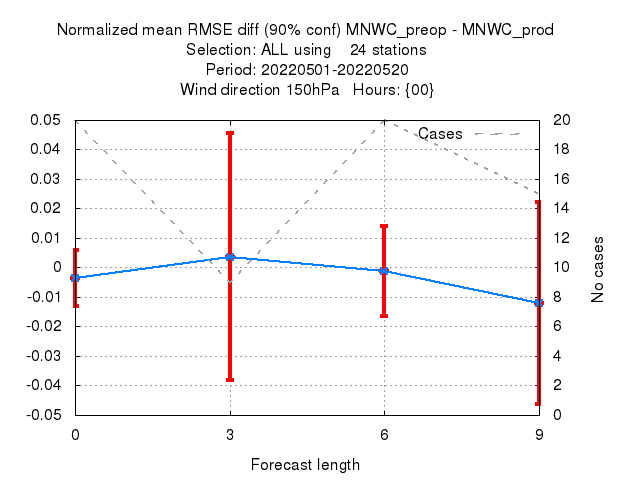 Normalized mean RMSE diff (90% conf) MNWC_preop - MNWC_prod
Selection: ALL using 24 stations
Period: 20220501-20220520
Wind direction 150hPa Hours: {00}
Cases
0.05
0.04
0.03
0.02
0.01
0
-0.01
-0.02
-0.03
-0.04
-0.05
20
18
16
14
12
10
8
6
4
2
0
No cases
0 3 6 9
Forecast length